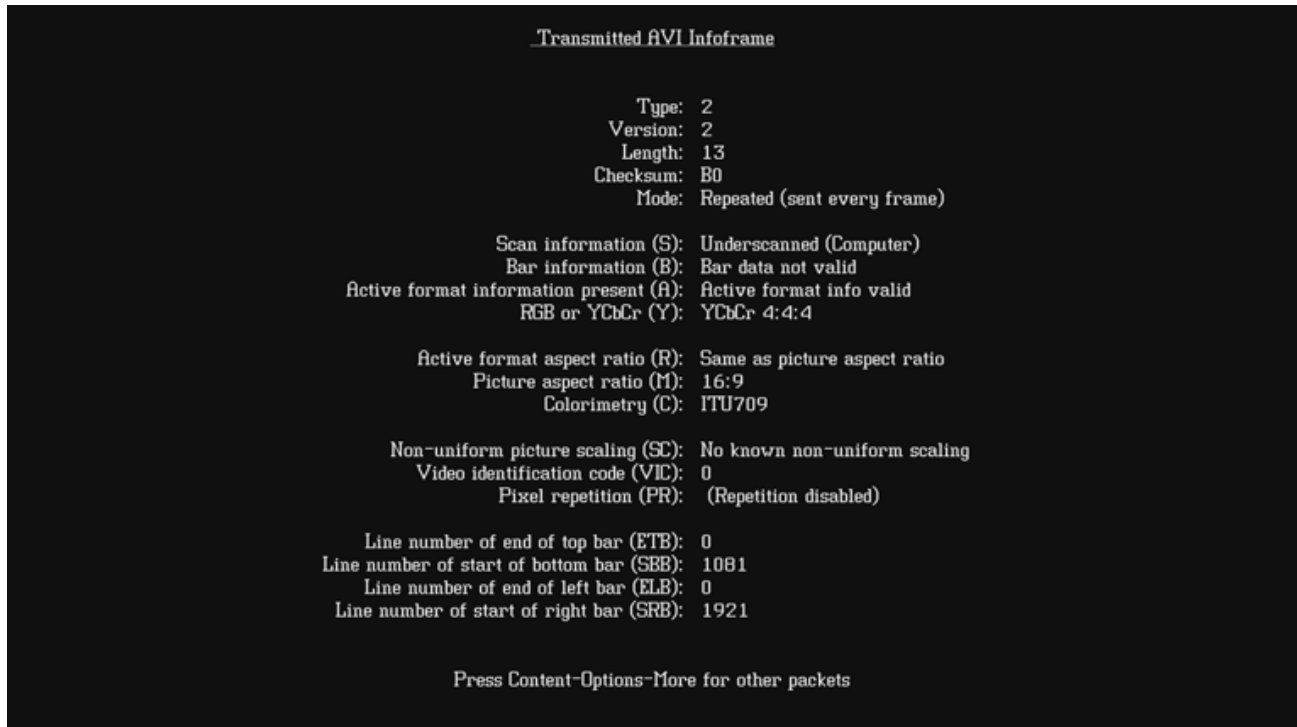 Transmitted AVI Infoframe
Type: 2
Version: 2
Length: 13
Checksum: B0
Mode: Repeated (sent every frame)
Scan information (S): Underscanned (Computer)
Bar information (B): Bar data not valid
Active format information present (A): Active format info valid
RGB or YCbCr (Y): YCbCr 4:4:4
Active format aspect ratio (R): Same as picture aspect ratio
Picture aspect ratio (M): 16:9
Colorimetry (C): ITU709
Non-uniform picture scaling (SC): No known non-uniform scaling
Video identification code (VIC): 0
Pixel repetition (PR): (Repetition disabled)
Line number of end of top bar (ETB): 0
Line number of start of bottom bar (SBB): 1081
Line number of end of left bar (ELB): 0
Line number of start of right bar (SRB): 1921
Press Content-Options-More for other packets